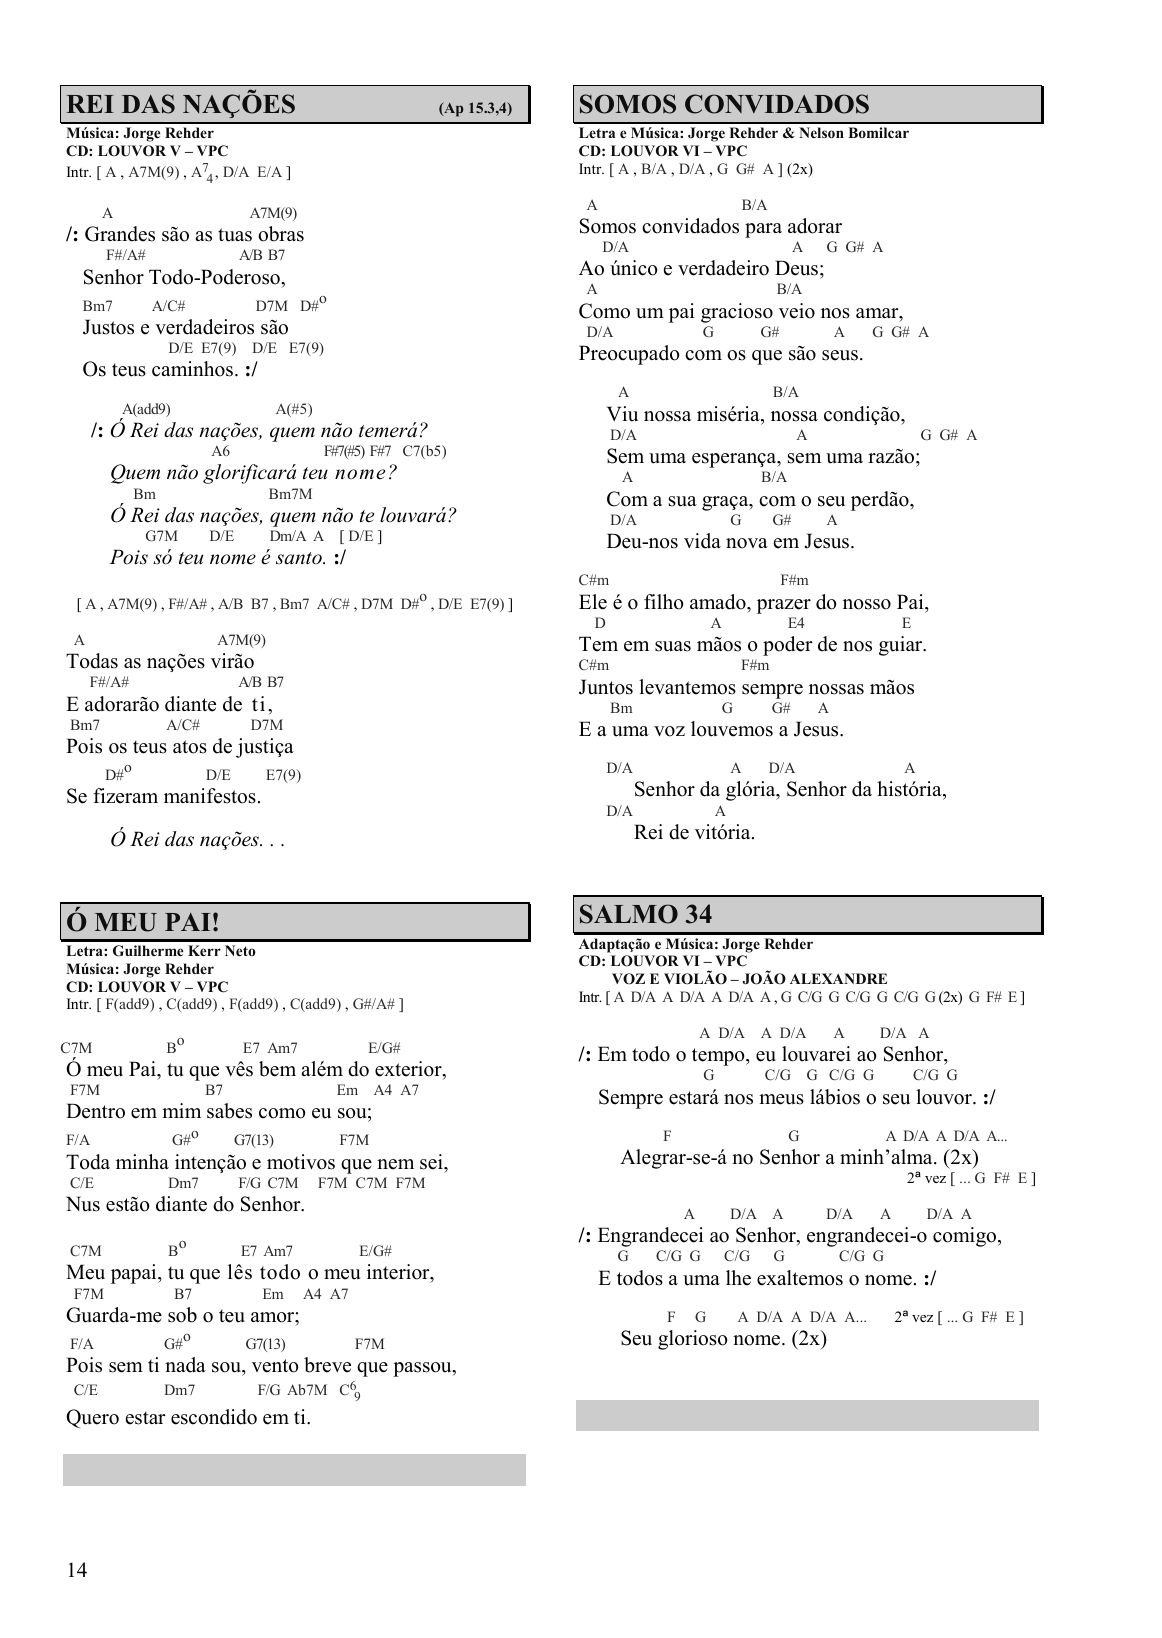 REI DAS NAÇÕES (Ap 15.3,4)
Música: Jorge Rehder
CD: LOUVOR V – VPC
Intr. [ A , A7M(9) , A7 4 , D/A E/A ]
A A7M(9)
/: Grandes são as tuas obras
F#/A# A/B B7
Senhor Todo-Poderoso,
Bm7 A/C# D7M D#o
Justos e verdadeiros são
D/E E7(9) D/E E7(9)
Os teus caminhos. :/
A(add9) A(#5)
/: Ó Rei das nações, quem não temerá?
A6 F#7(#5) F#7 C7(b5)
Quem não glorificará teu nome?
Bm Bm7M
Ó Rei das nações, quem não te louvará?
G7M D/E Dm/A A [ D/E ]
Pois só teu nome é santo. :/
[ A , A7M(9) , F#/A# , A/B B7 , Bm7 A/C# , D7M D#o , D/E E7(9) ]
A A7M(9)
Todas as nações virão
F#/A# A/B B7
E adorarão diante de ti,
Bm7 A/C# D7M
Pois os teus atos de justiça
D#o D/E E7(9)
Se fizeram manifestos.
Ó Rei das nações. . .
Ó MEU PAI!
Letra: Guilherme Kerr Neto
Música: Jorge Rehder
CD: LOUVOR V – VPC
Intr. [ F(add9) , C(add9) , F(add9) , C(add9) , G#/A# ]
C7M Bo E7 Am7 E/G#
Ó meu Pai, tu que vês bem além do exterior,
F7M B7 Em A4 A7
Dentro em mim sabes como eu sou;
F/A G#o G7(13) F7M
Toda minha intenção e motivos que nem sei,
C/E Dm7 F/G C7M F7M C7M F7M
Nus estão diante do Senhor.
C7M Bo E7 Am7 E/G#
Meu papai, tu que lês todo o meu interior,
F7M B7 Em A4 A7
Guarda-me sob o teu amor;
F/A G#o G7(13) F7M
Pois sem ti nada sou, vento breve que passou,
C/E Dm7 F/G Ab7M C6 9
Quero estar escondido em ti.
14
SOMOS CONVIDADOS
Letra e Música: Jorge Rehder & Nelson Bomilcar
CD: LOUVOR VI – VPC
Intr. [ A , B/A , D/A , G G# A ] (2x)
A B/A
Somos convidados para adorar
D/A A G G# A
Ao único e verdadeiro Deus;
A B/A
Como um pai gracioso veio nos amar,
D/A G G# A G G# A
Preocupado com os que são seus.
A B/A
Viu nossa miséria, nossa condição,
D/A A G G# A
Sem uma esperança, sem uma razão;
A B/A
Com a sua graça, com o seu perdão,
D/A G G# A
Deu-nos vida nova em Jesus.
C#m F#m
Ele é o filho amado, prazer do nosso Pai,
D A E4 E
Tem em suas mãos o poder de nos guiar.
C#m F#m
Juntos levantemos sempre nossas mãos
Bm G G# A
E a uma voz louvemos a Jesus.
D/A A D/A A
Senhor da glória, Senhor da história,
D/A A
Rei de vitória.
SALMO 34
Adaptação e Música: Jorge Rehder
CD: LOUVOR VI – VPC
VOZ E VIOLÃO – JOÃO ALEXANDRE
Intr. [ A D/A A D/A A D/A A , G C/G G C/G G C/G G (2x) G F# E ]
A D/A A D/A A D/A A
/: Em todo o tempo, eu louvarei ao Senhor,
G C/G G C/G G C/G G
Sempre estará nos meus lábios o seu louvor. :/
F G A D/A A D/A A...
Alegrar-se-á no Senhor a minh’alma. (2x)
2ª vez [ ... G F# E ]
A D/A A D/A A D/A A
/: Engrandecei ao Senhor, engrandecei-o comigo,
G C/G G C/G G C/G G
E todos a uma lhe exaltemos o nome. :/
F G A D/A A D/A A... 2ª vez [ ... G F# E ]
Seu glorioso nome. (2x)